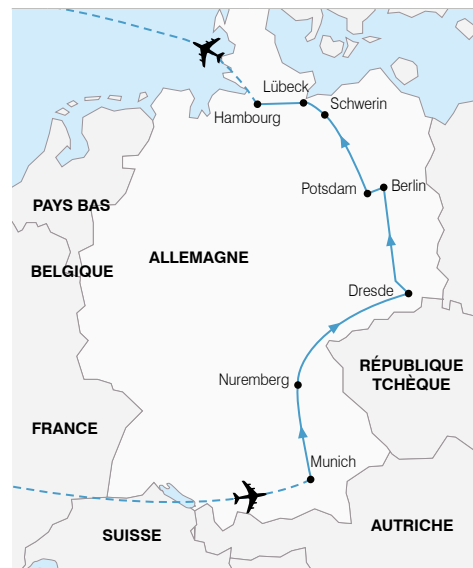 Lübeck
Schwerin
Hambourg
Potsdam
Berlin
PAYS BAS
ALLEMAGNE
BELGIQUE
Dresde
RÉPUBLIQUE
TCHÈQUE
Nuremberg
FRANCE
Munich
AUTRICHE
SUISSE